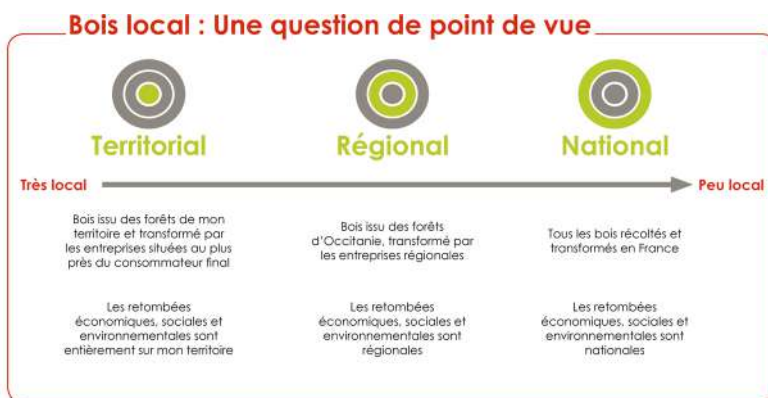 Bois local : Une question de point de vue
Territorial
Régional
National
Très local
Peu local
Bois issu des forêts de mon
territoire et transformé par
les entreprises situées au plus
près du consommateur final
Bois issu des forêts
d'Occitanie, transformé par
les entreprises régionales
Tous les bois récoltés et
transformés en France
Les retombées
économiques, sociales et
environnementales sont
entièrement sur mon territoire
Les retombées
économiques, sociales et
environnementales sont
régionales
Les retombées
économiques, sociales et
environnementales sont
nationales